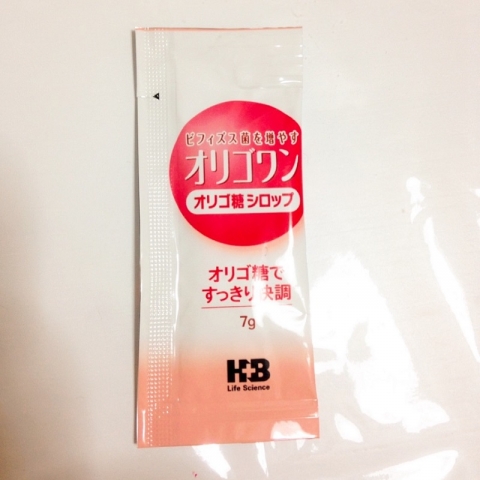 ビフィズス菌を増やす
オリゴワン
オリゴ糖シロップ
オリゴ糖で
すっきり快調
7g
H+B
Life Science